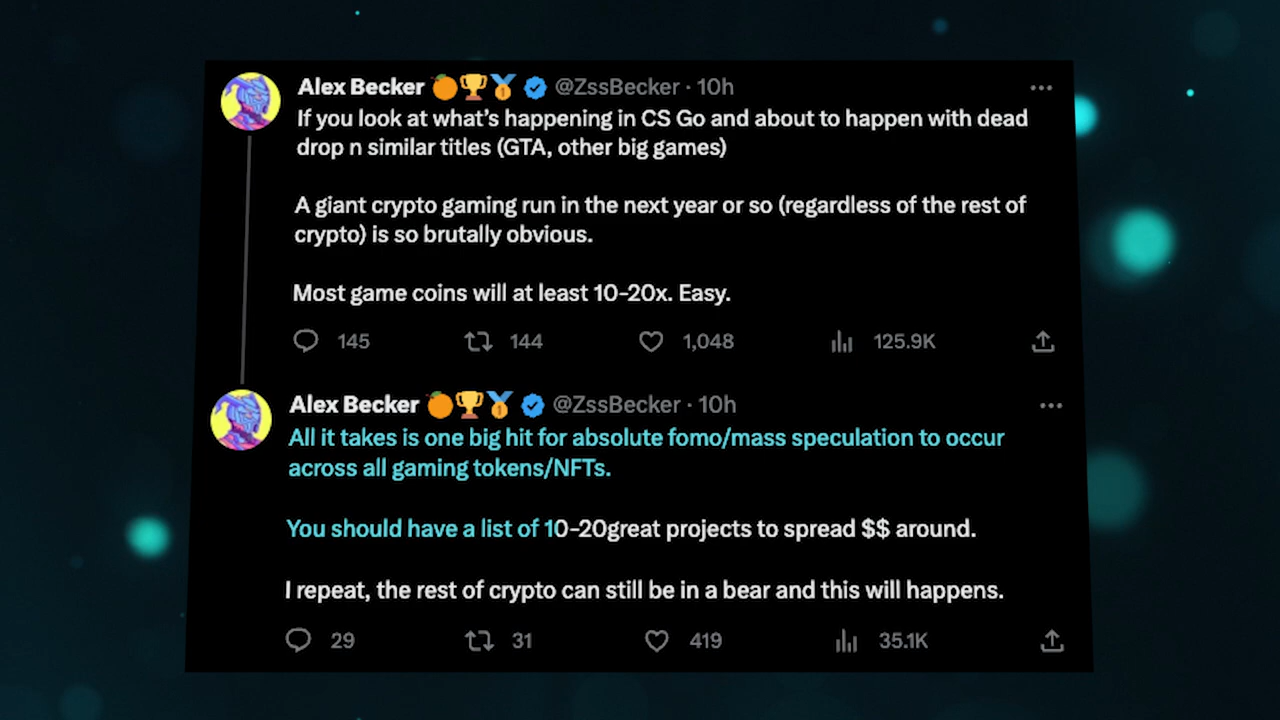 Alex Becker 🍊🏆🥇 @ZssBecker · 10h
If you look at what's happening in CS Go and about to happen with dead
drop n similar titles (GTA, other big games)
A giant crypto gaming run in the next year or so (regardless of the rest of
crypto) is so brutally obvious.
Most game coins will at least 10-20x. Easy.
145 144 1,048 125.9K
Alex Becker 🍊🏆🥇 @ZssBecker · 10h
All it takes is one big hit for absolute fomo/mass speculation to occur
across all gaming tokens/NFTs.
You should have a list of 10-20great projects to spread $$ around.
I repeat, the rest of crypto can still be in a bear and this will happens.
29 31 419 35.1K